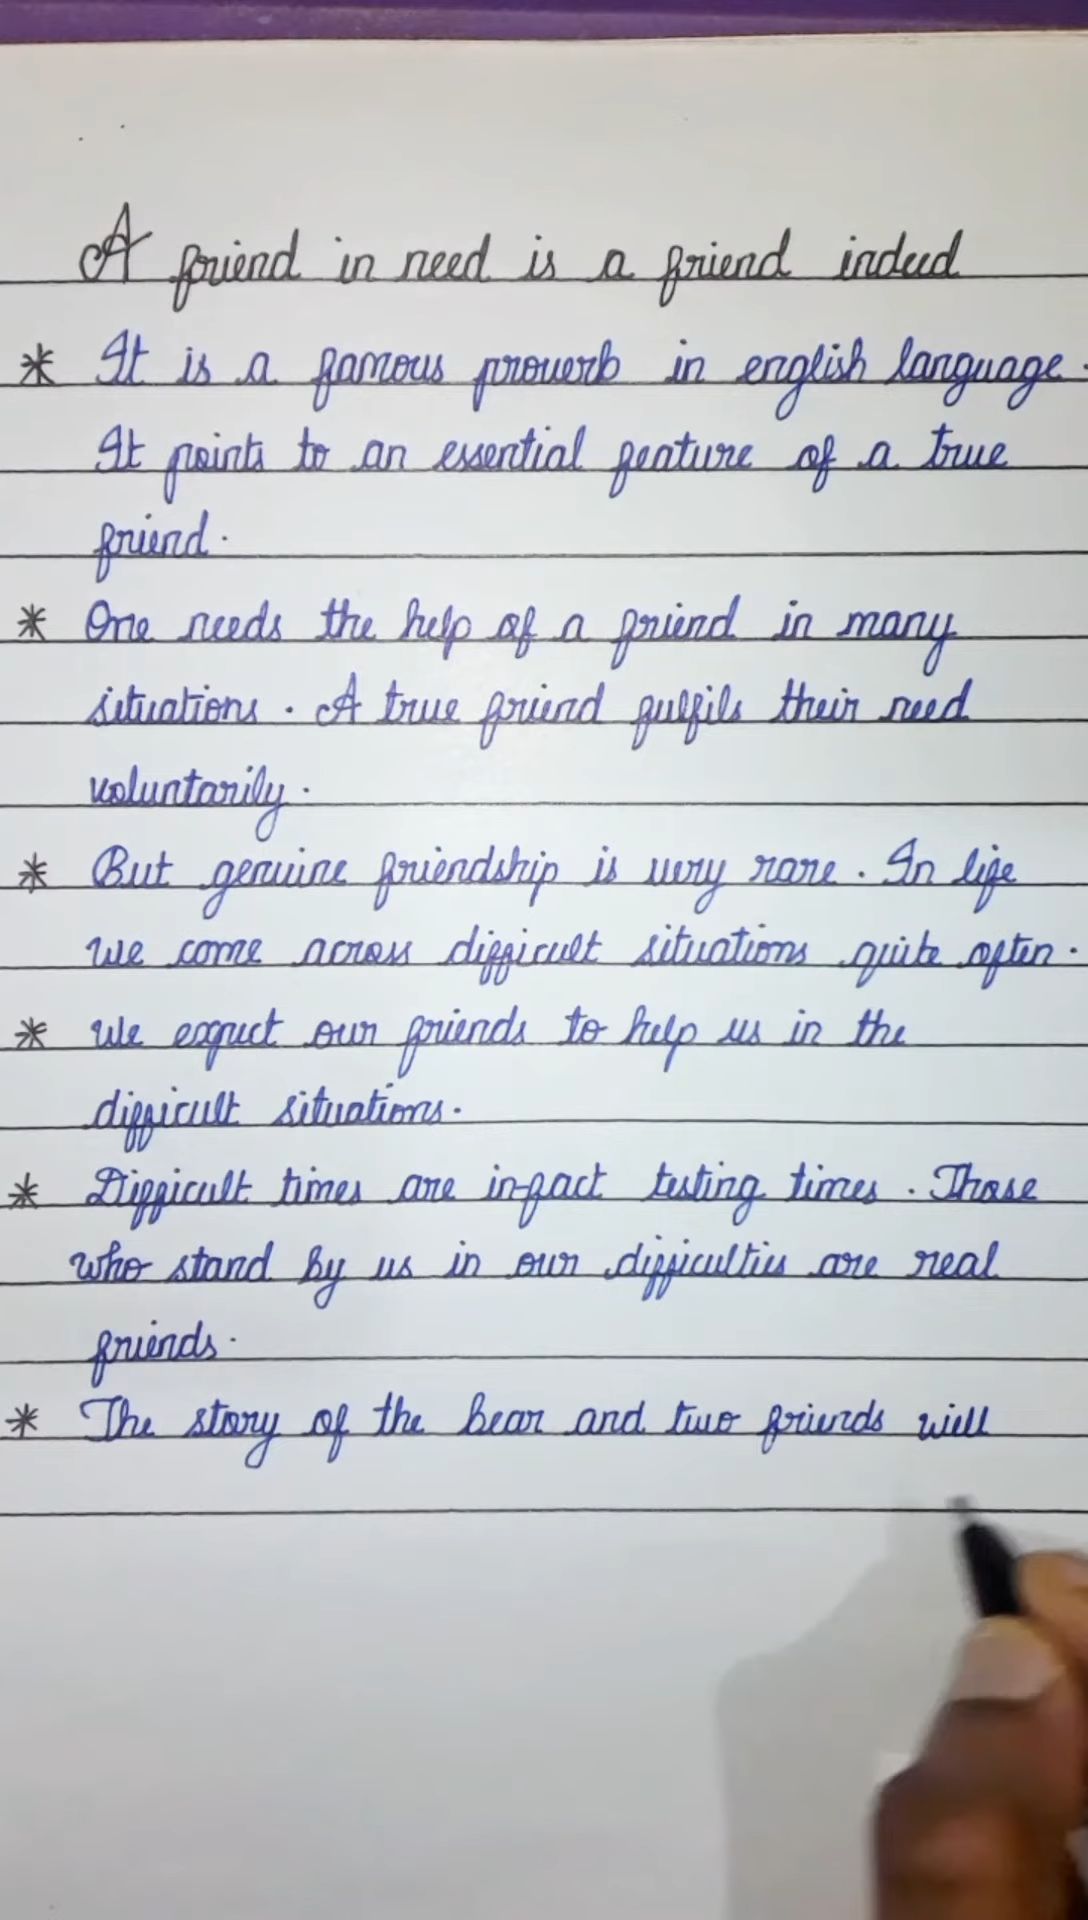 A friend in need is a friend indeed
* It is a famous proverb in english language.
It points to an essential feature of a true
friend.
* One needs the help of a friend in many
situations. A true friend fulfils their need
voluntarily.
* But genuine friendship is very rare. In life
we come across difficult situations quite often.
* We expect our friends to help us in the
difficult situations.
* Difficult times are in-fact testing times. Those
who stand by us in our difficulties are real
friends.
* The story of the bear and two friends will